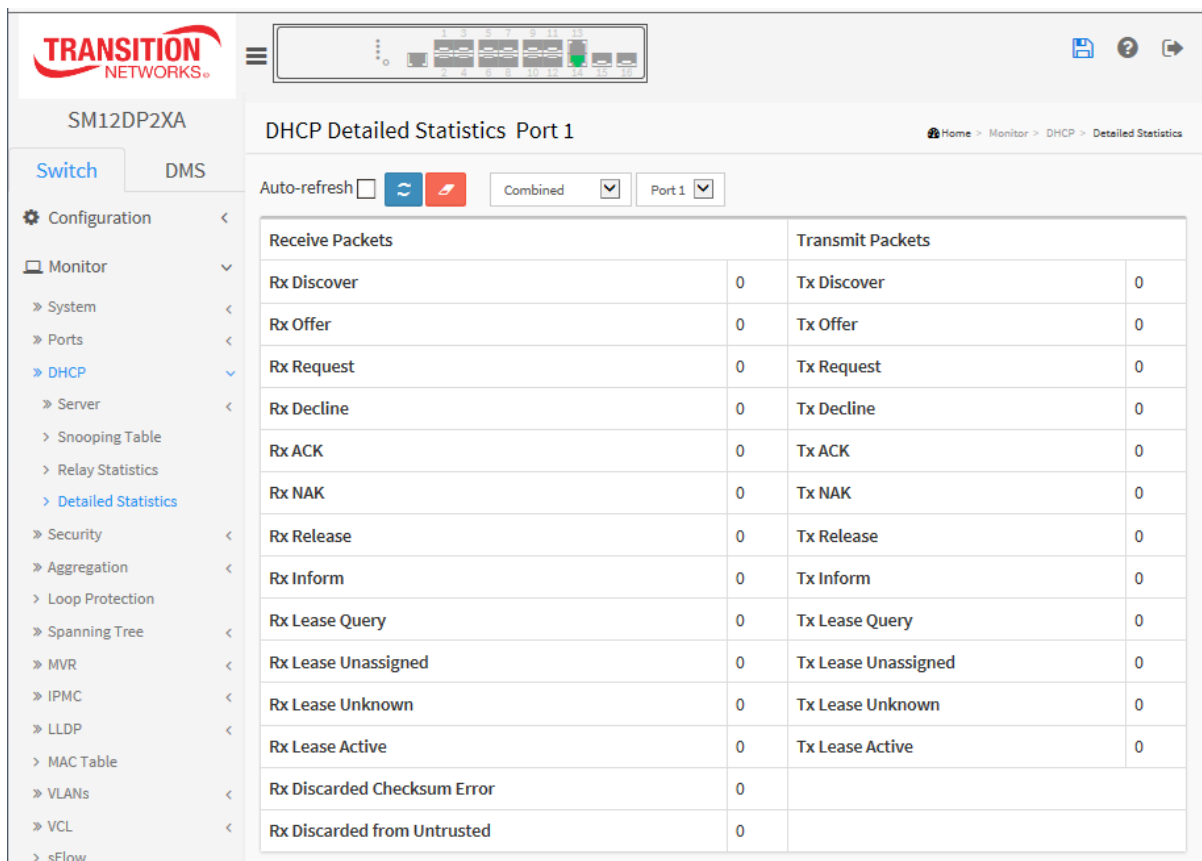 TRANSITION
NETWORKS®
1 3 5 7 9 11 13
2 4 6 8 10 12 14 15 16
SM12DP2XA
Switch DMS
Configuration
Monitor
System
Ports
DHCP
Server
Snooping Table
Relay Statistics
Detailed Statistics
Security
Aggregation
Loop Protection
Spanning Tree
MVR
IPMC
LLDP
MAC Table
VLANs
VCL
sFlow
DHCP Detailed Statistics Port 1
Home > Monitor > DHCP > Detailed Statistics
Auto-refresh Combined Port 1
Receive Packets Transmit Packets
Rx Discover 0 Tx Discover 0
Rx Offer 0 Tx Offer 0
Rx Request 0 Tx Request 0
Rx Decline 0 Tx Decline 0
Rx ACK 0 Tx ACK 0
Rx NAK 0 Tx NAK 0
Rx Release 0 Tx Release 0
Rx Inform 0 Tx Inform 0
Rx Lease Query 0 Tx Lease Query 0
Rx Lease Unassigned 0 Tx Lease Unassigned 0
Rx Lease Unknown 0 Tx Lease Unknown 0
Rx Lease Active 0 Tx Lease Active 0
Rx Discarded Checksum Error 0
Rx Discarded from Untrusted 0